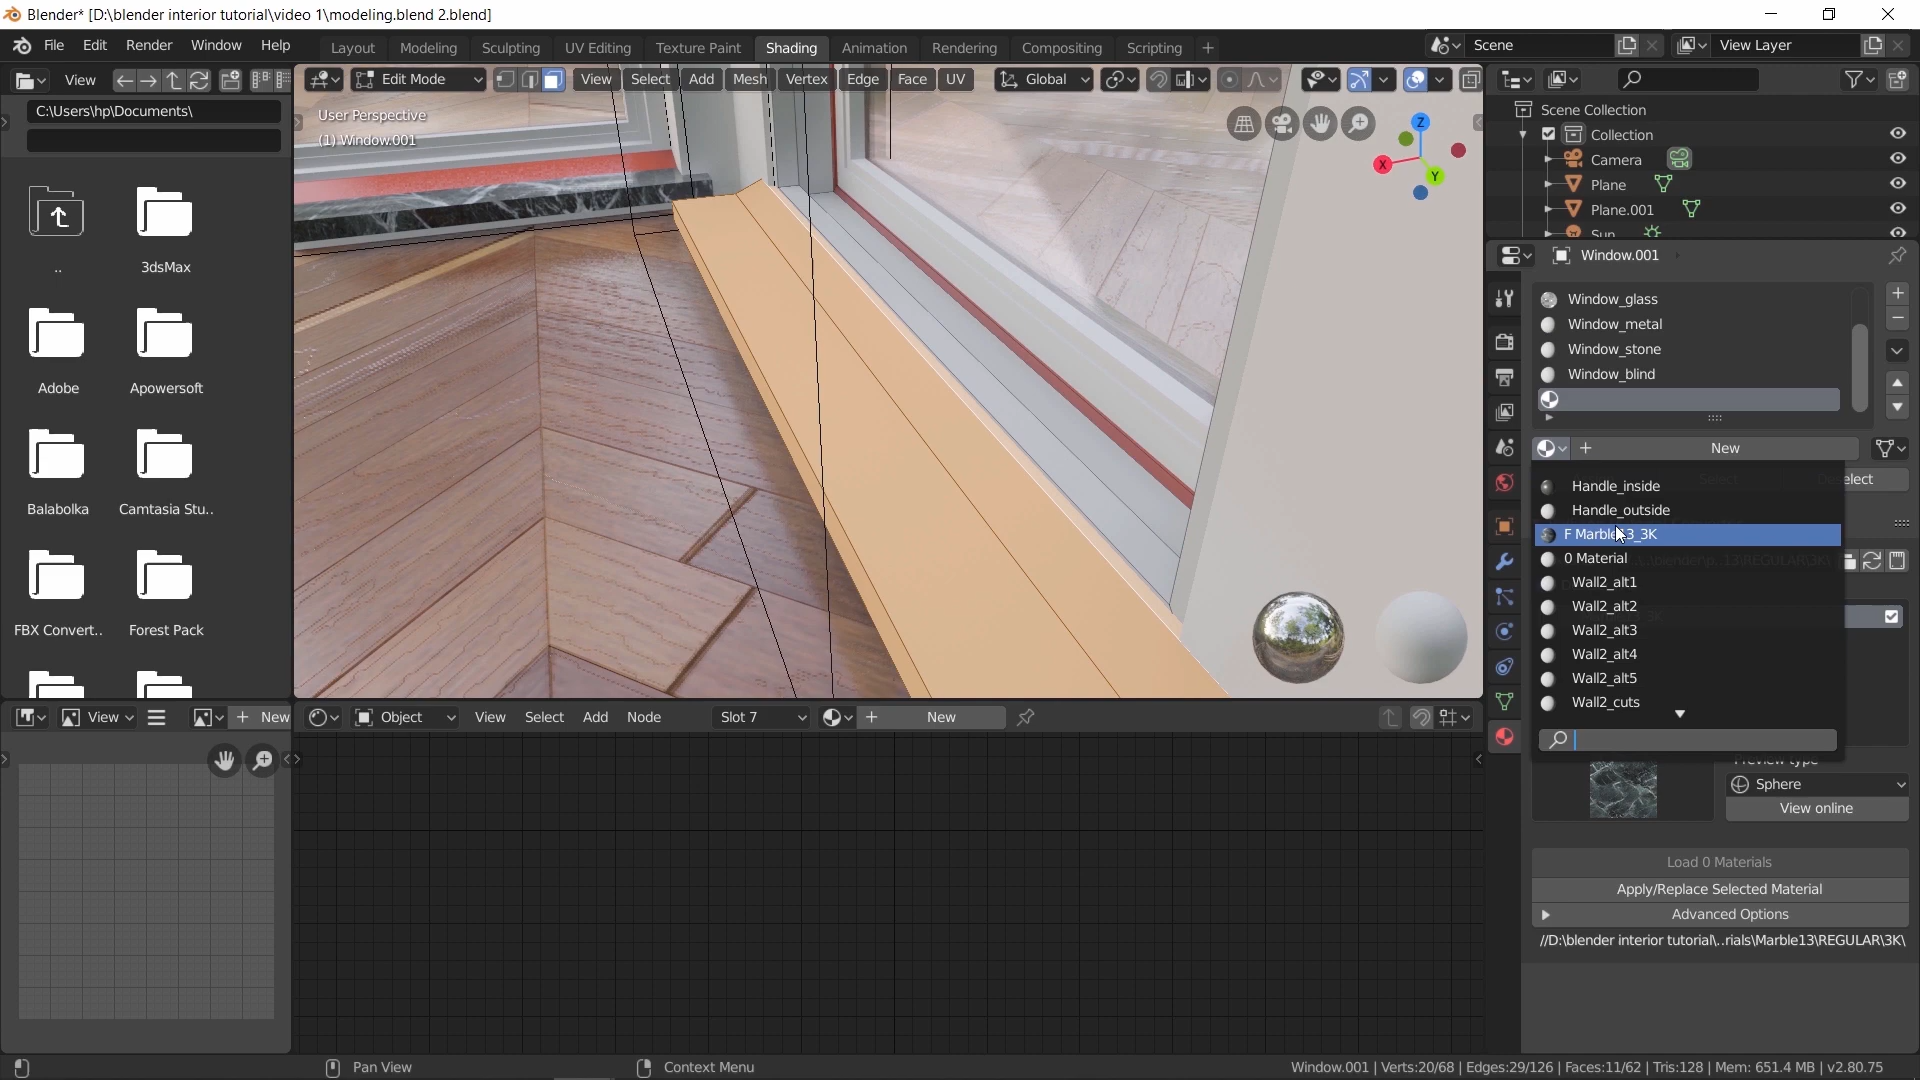 Blender* [D:\blender interior tutorial\video 1\modeling.blend 2.blend]
File Edit Render Window Help Layout Modeling Sculpting UV Editing Texture Paint Shading Animation Rendering Compositing Scripting + Scene View Layer
View Edit Mode View Select Add Mesh Vertex Edge Face UV Global
C:\Users\hp\Documents\
User Perspective
(1) Window.001
Z
X
Y
Scene Collection
Collection
Camera
Plane
Plane.001
Sun
Window.001
.. 3dsMax
Adobe Apowersoft
Balabolka Camtasia Stu..
FBX Convert.. Forest Pack
Window_glass
Window_metal
Window_stone
Window_blind
New
Handle_inside
Handle_outside
F Marble13_3K
0 Material
Wall2_alt1
Wall2_alt2
Wall2_alt3
Wall2_alt4
Wall2_alt5
Wall2_cuts
Sphere
View online
Load 0 Materials
Apply/Replace Selected Material
Advanced Options
//D:\blender interior tutorial\..rials\Marble13\REGULAR\3K\
View New Object View Select Add Node Slot 7 New
Pan View Context Menu Window.001 | Verts:20/68 | Edges:29/126 | Faces:11/62 | Tris:128 | Mem: 651.4 MB | v2.80.75